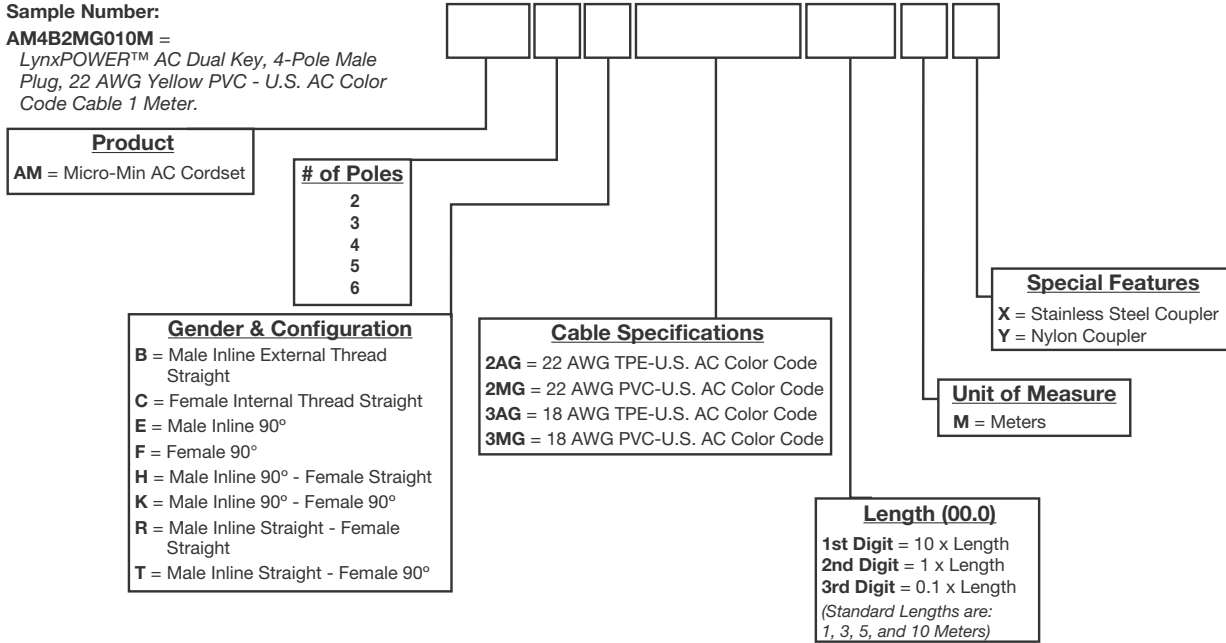 Sample Number:
AM4B2MG010M =
LynxPOWER™ AC Dual Key, 4-Pole Male
Plug, 22 AWG Yellow PVC - U.S. AC Color
Code Cable 1 Meter.
Product
AM = Micro-Min AC Cordset
# of Poles
2
3
4
5
6
Gender & Configuration
B = Male Inline External Thread
Straight
C = Female Internal Thread Straight
E = Male Inline 90º
F = Female 90°
H = Male Inline 90º - Female Straight
K = Male Inline 90º - Female 90º
R = Male Inline Straight - Female
Straight
T = Male Inline Straight - Female 90º
Cable Specifications
2AG = 22 AWG TPE-U.S. AC Color Code
2MG = 22 AWG PVC-U.S. AC Color Code
3AG = 18 AWG TPE-U.S. AC Color Code
3MG = 18 AWG PVC-U.S. AC Color Code
Length (00.0)
1st Digit = 10 x Length
2nd Digit = 1 x Length
3rd Digit = 0.1 x Length
(Standard Lengths are:
1, 3, 5, and 10 Meters)
Unit of Measure
M = Meters
Special Features
X = Stainless Steel Coupler
Y = Nylon Coupler